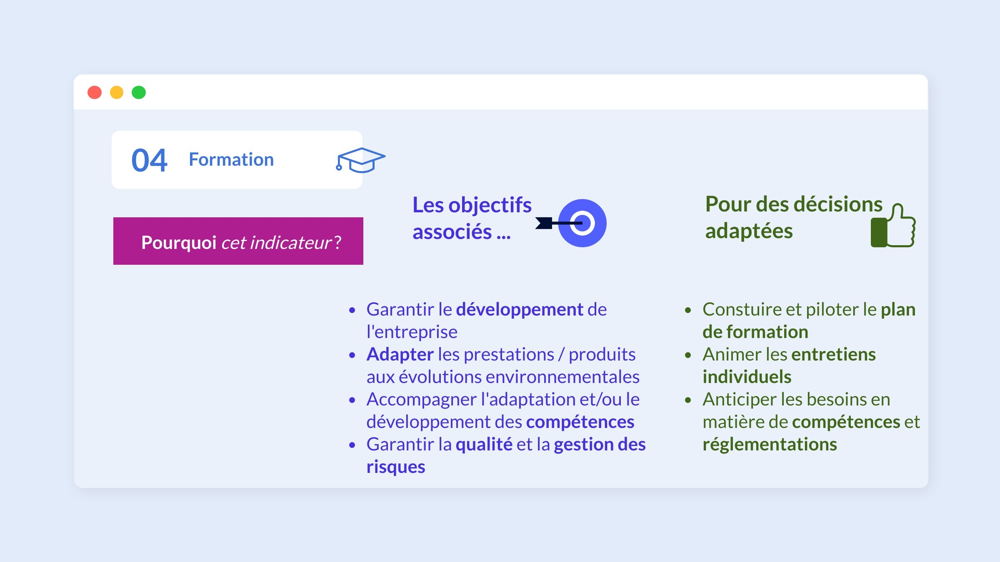 04 Formation
Pourquoi cet indicateur ?
Les objectifs
associés ...
Garantir le développement de
l'entreprise
Adapter les prestations / produits
aux évolutions environnementales
Accompagner l'adaptation et/ou le
développement des compétences
Garantir la qualité et la gestion des
risques
Pour des décisions
adaptées
Constuire et piloter le plan
de formation
Animer les entretiens
individuels
Anticiper les besoins en
matière de compétences et
réglementations